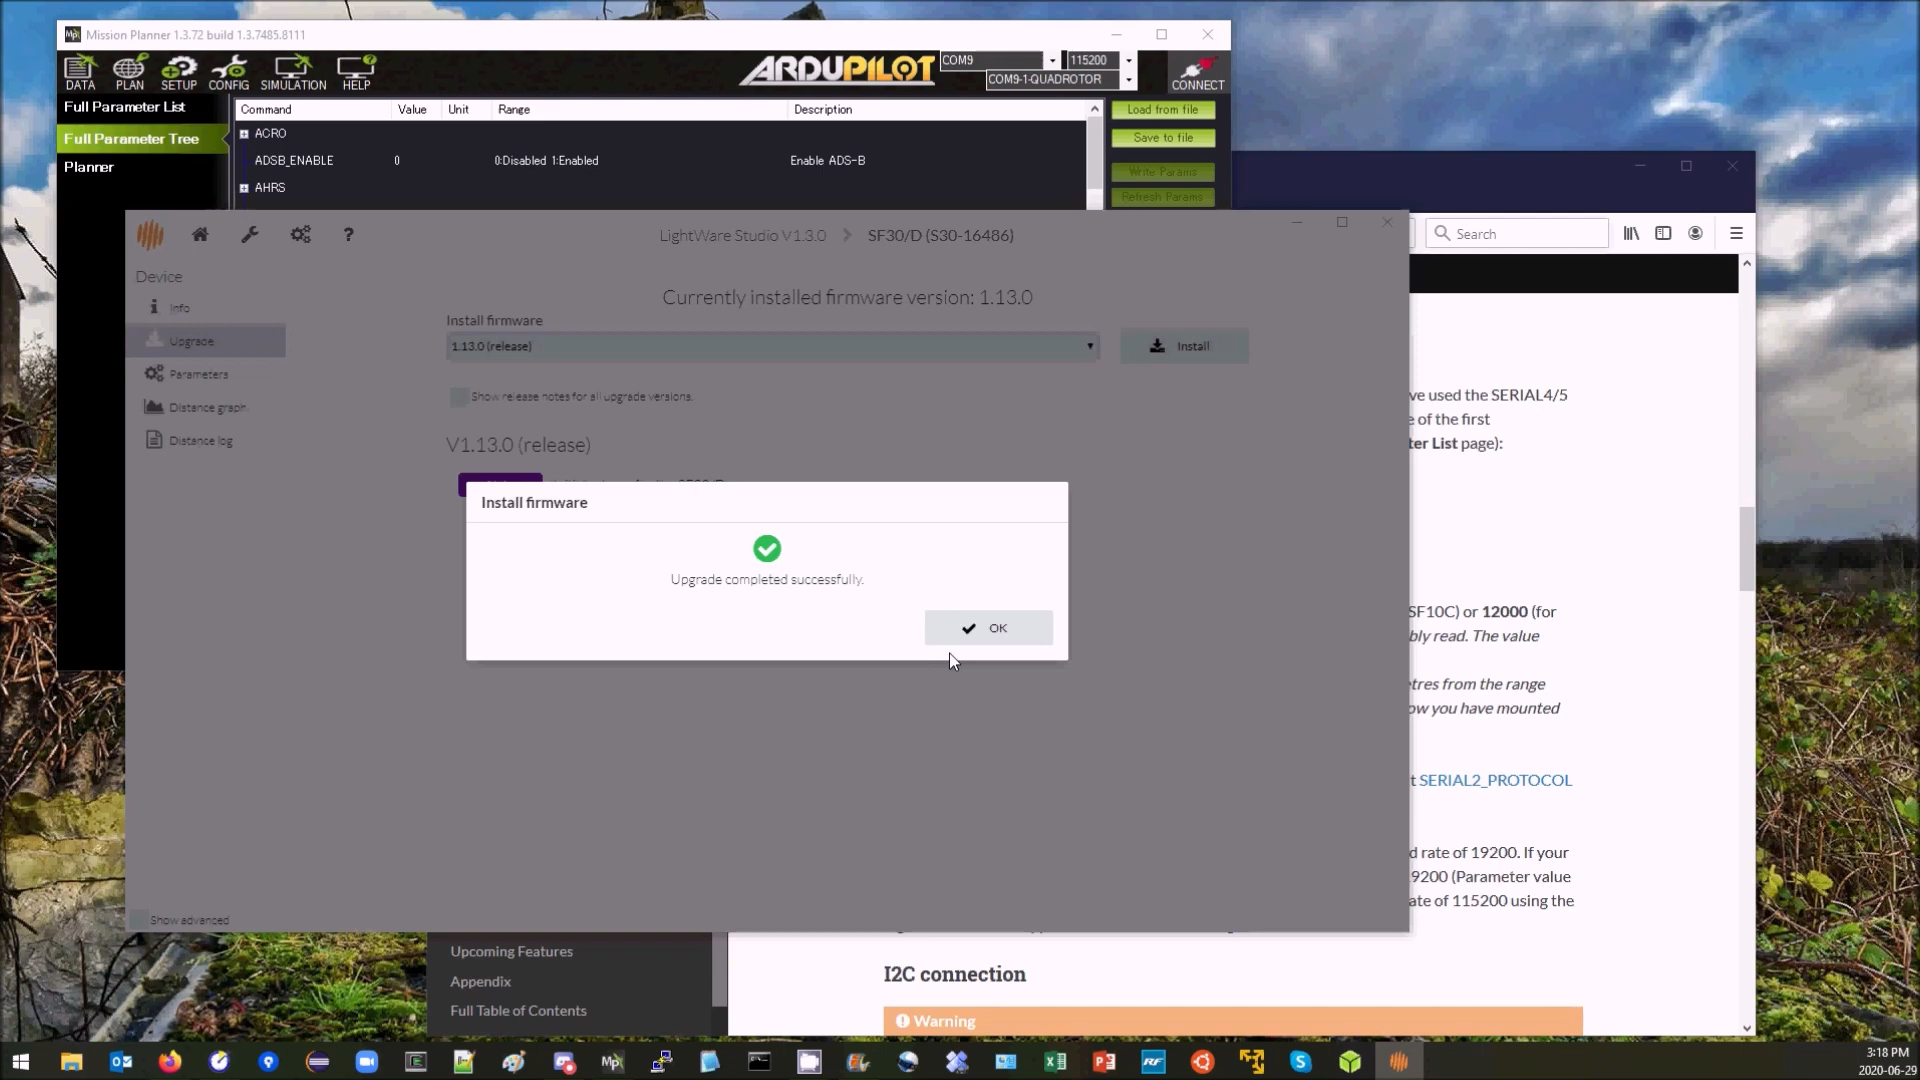 Mission Planner 1.3.72 build 1.3.7485.8111
DATA PLAN SETUP CONFIG SIMULATION HELP
ARDUPILOT
COM9 115200
COM9-1-QUADROTOR
CONNECT
Full Parameter List
Full Parameter Tree
Planner
Command Value Unit Range Description
ACRO
ADSB_ENABLE 0 0:Disabled 1:Enabled Enable ADS-B
AHRS
Load from file
Save to file
Write Params
Refresh Params
Search
LightWare Studio V1.3.0 > SF30/D (S30-16486)
Device
Info
Upgrade
Parameters
Distance graph
Distance log
Show advanced
Currently installed firmware version: 1.13.0
Install firmware
1.13.0 (release)
Install
Show release notes for all upgrade versions.
V1.13.0 (release)
Install firmware
Upgrade completed successfully.
OK
ve used the SERIAL4/5
e of the first
ter List page):
SF10C) or 12000 (for
bly read. The value
tres from the range
ow you have mounted
t SERIAL2_PROTOCOL
d rate of 19200. If your
9200 (Parameter value
ate of 115200 using the
I2C connection
Warning
Upcoming Features
Appendix
Full Table of Contents
3:18 PM
2020-06-29